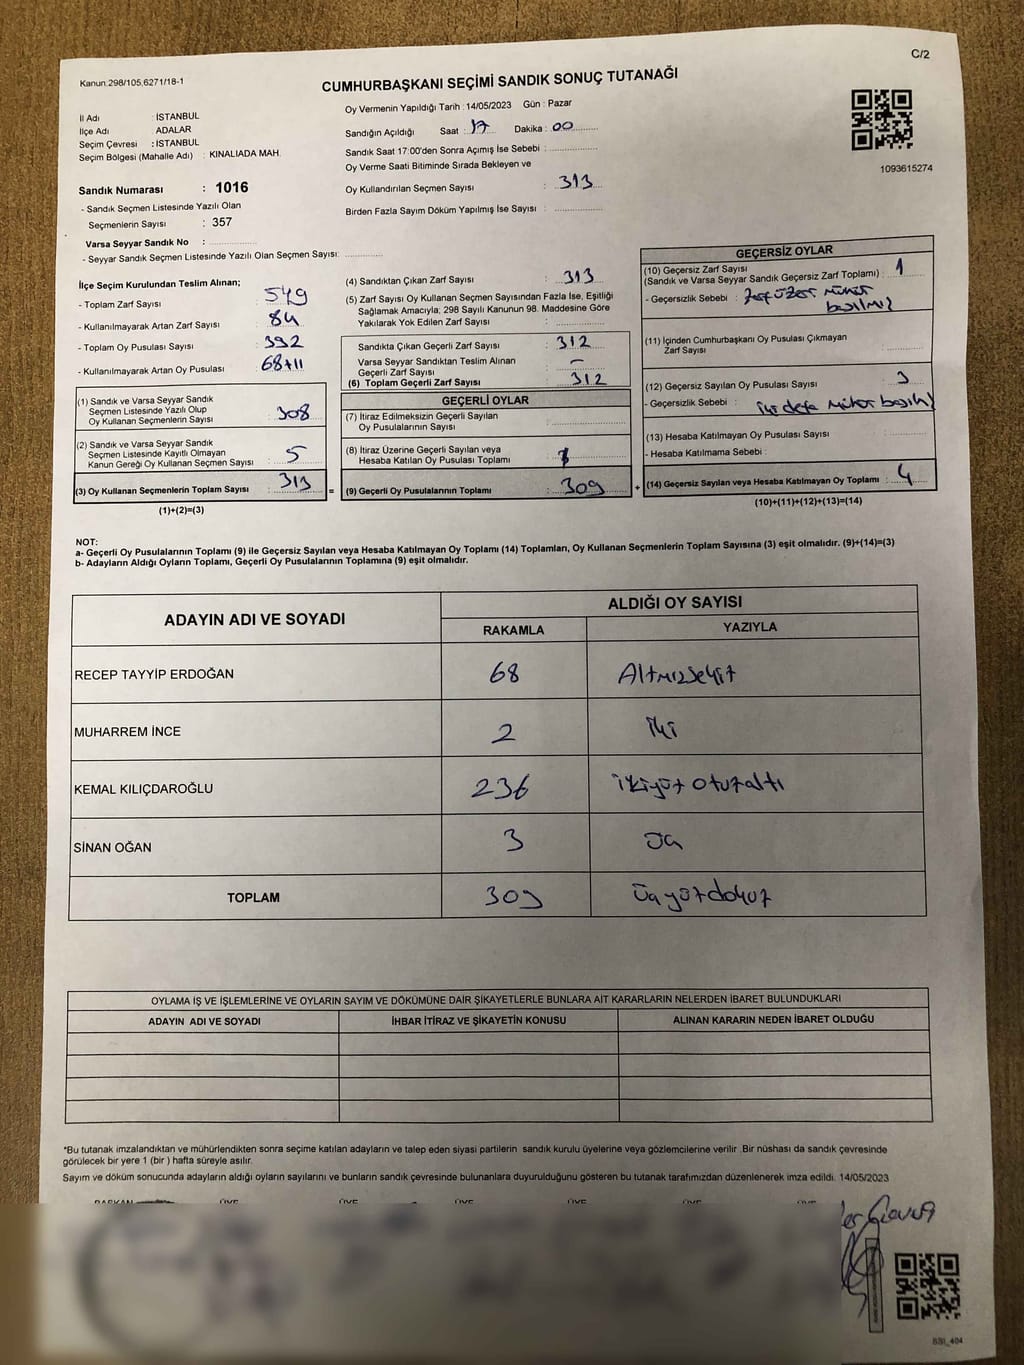 C/2
Kanun:298/105,6271/18-1
CUMHURBAŞKANI SEÇİMİ SANDIK SONUÇ TUTANAĞI
İl Adı : İSTANBUL
İlçe Adı ADALAR
Seçim Çevresi : İSTANBUL
Seçim Bölgesi (Mahalle Adı) : KINALIADA MAH.
Sandık Numarası : 1016
- Sandık Seçmen Listesinde Yazılı Olan
Seçmenlerin Sayısı : 357
Varsa Seyyar Sandık No :
- Seyyar Sandık Seçmen Listesinde Yazılı Olan Seçmen Sayısı:
Oy Vermenin Yapıldığı Tarih : 14/05/2023 Gün : Pazar
Sandığın Açıldığı Saat : 17 Dakika : 00
Sandık Saat 17:00'den Sonra Açımış İse Sebebi :
Oy Verme Saati Bitiminde Sırada Bekleyen ve
Oy Kullandırılan Seçmen Sayısı : 313
Birden Fazla Sayım Döküm Yapılmış İse Sayısı :
1093615274
İlçe Seçim Kurulundan Teslim Alınan;
- Toplam Zarf Sayısı : 549
- Kullanılmayarak Artan Zarf Sayısı : 84
- Toplam Oy Pusulası Sayısı : 392
- Kullanılmayarak Artan Oy Pusulası : 68+11
(1) Sandık ve Varsa Seyyar Sandık
Seçmen Listesinde Yazılı Olup
Oy Kullanan Seçmenlerin Sayısı : 308
(2) Sandık ve Varsa Seyyar Sandık
Seçmen Listesinde Kayıtlı Olmayan
Kanun Gereği Oy Kullanan Seçmen Sayısı : 5
(3) Oy Kullanan Seçmenlerin Toplam Sayısı : 313
(1)+(2)=(3)
(4) Sandıktan Çıkan Zarf Sayısı : 313
(5) Zarf Sayısı Oy Kullanan Seçmen Sayısından Fazla İse, Eşitliği
Sağlamak Amacıyla; 298 Sayılı Kanunun 98. Maddesine Göre
Yakılarak Yok Edilen Zarf Sayısı :
Sandıkta Çıkan Geçerli Zarf Sayısı : 312
Varsa Seyyar Sandıktan Teslim Alınan
Geçerli Zarf Sayısı : –
(6) Toplam Geçerli Zarf Sayısı : 312
GEÇERLİ OYLAR
(7) İtiraz Edilmeksizin Geçerli Sayılan
Oy Pusulalarının Sayısı :
(8) İtiraz Üzerine Geçerli Sayılan veya
Hesaba Katılan Oy Pusulası Toplamı :
= (9) Geçerli Oy Pusulalarının Toplamı : 309
GEÇERSİZ OYLAR
(10) Geçersiz Zarf Sayısı
(Sandık ve Varsa Seyyar Sandık Geçersiz Zarf Toplamı) : 1
- Geçersizlik Sebebi : Zarf üzeri mühür
basılmış
(11) İçinden Cumhurbaşkanı Oy Pusulası Çıkmayan
Zarf Sayısı :
(12) Geçersiz Sayılan Oy Pusulası Sayısı : 3
- Geçersizlik Sebebi : iki defa mühür basılı
(13) Hesaba Katılmayan Oy Pusulası Sayısı :
- Hesaba Katılmama Sebebi :
+ (14) Geçersiz Sayılan veya Hesaba Katılmayan Oy Toplamı : 4
(10)+(11)+(12)+(13)=(14)
NOT:
a- Geçerli Oy Pusulalarının Toplamı (9) ile Geçersiz Sayılan veya Hesaba Katılmayan Oy Toplamı (14) Toplamları, Oy Kullanan Seçmenlerin Toplam Sayısına (3) eşit olmalıdır. (9)+(14)=(3)
b- Adayların Aldığı Oyların Toplamı, Geçerli Oy Pusulalarının Toplamına (9) eşit olmalıdır.
ADAYIN ADI VE SOYADI ALDIĞI OY SAYISI
RAKAMLA YAZIYLA
RECEP TAYYİP ERDOĞAN 68 Altmışsekiz
MUHARREM İNCE 2 iki
KEMAL KILIÇDAROĞLU 236 ikiyüz otuzaltı
SİNAN OĞAN 3 üç
TOPLAM 309 üçyüzdokuz
OYLAMA İŞ VE İŞLEMLERİNE VE OYLARIN SAYIM VE DÖKÜMÜNE DAİR ŞİKAYETLERLE BUNLARA AİT KARARLARIN NELERDEN İBARET BULUNDUKLARI
ADAYIN ADI VE SOYADI İHBAR İTİRAZ VE ŞİKAYETİN KONUSU ALINAN KARARIN NEDEN İBARET OLDUĞU
*Bu tutanak imzalandıktan ve mühürlendikten sonra seçime katılan adayların ve talep eden siyasi partilerin sandık kurulu üyelerine veya gözlemcilerine verilir .Bir nüshası da sandık çevresinde
görülecek bir yere 1 (bir ) hafta süreyle asılır.
Sayım ve döküm sonucunda adayların aldığı oyların sayılarını ve bunların sandık çevresinde bulunanlara duyurulduğunu gösteren bu tutanak tarafımızdan düzenlenerek imza edildi. 14/05/2023
BAŞKAN ÜYE ÜYE ÜYE ÜYE ÜYE